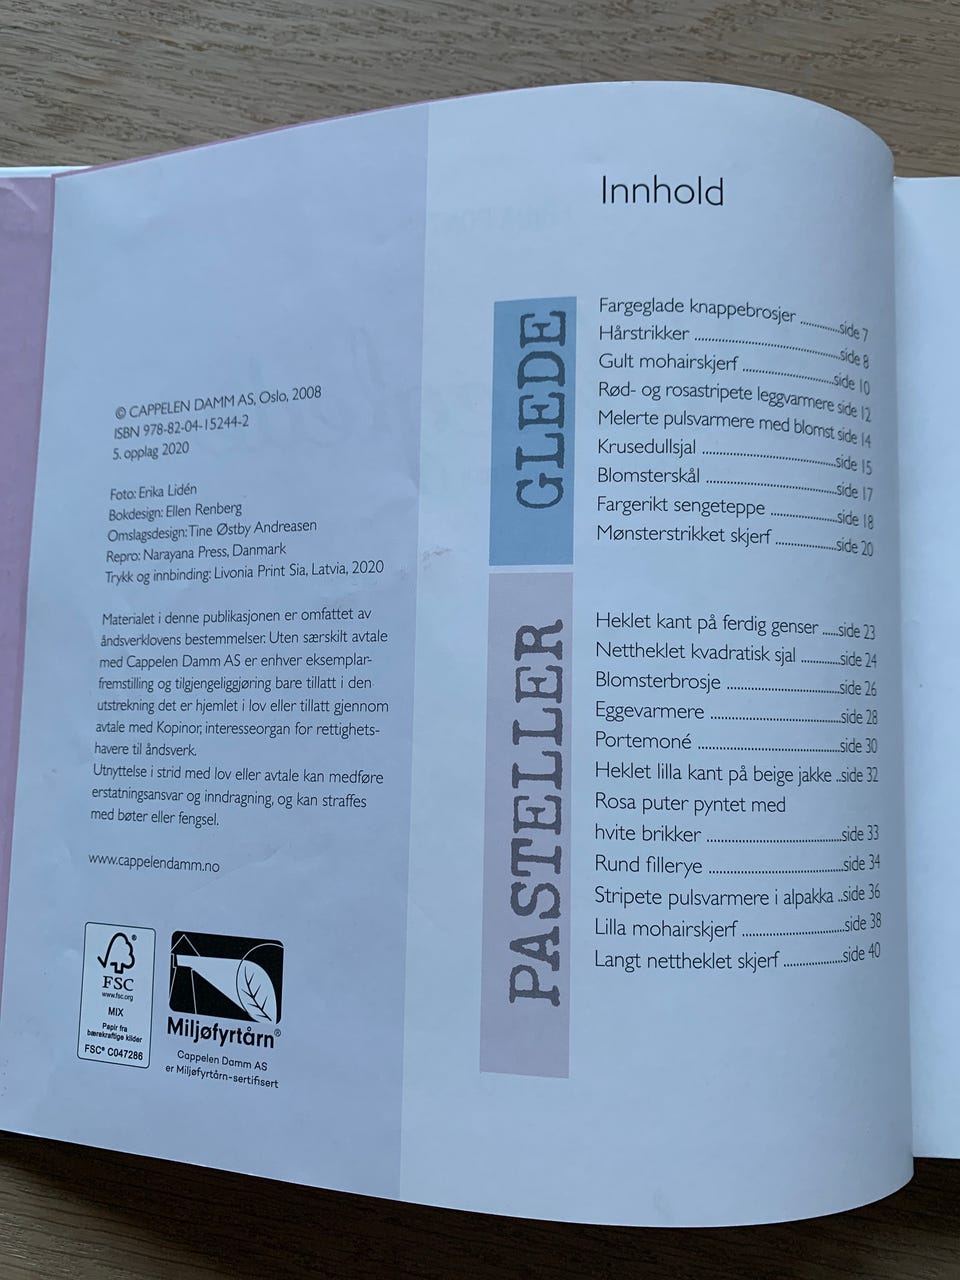 © CAPPELEN DAMM AS, Oslo, 2008
ISBN 978-82-04-15244-2
5. opplag 2020
Foto: Erika Lidén
Bokdesign: Ellen Renberg
Omslagsdesign: Tine Østby Andreasen
Repro: Narayana Press, Danmark
Trykk og innbinding: Livonia Print Sia, Latvia, 2020
Materialet i denne publikasjonen er omfattet av
åndsverklovens bestemmelser. Uten særskilt avtale
med Cappelen Damm AS er enhver eksemplar-
fremstilling og tilgjengeliggjøring bare tillatt i den
utstrekning det er hjemlet i lov eller tillatt gjennom
avtale med Kopinor, interesseorgan for rettighets-
havere til åndsverk.
Utnyttelse i strid med lov eller avtale kan medføre
erstatningsansvar og inndragning, og kan straffes
med bøter eller fengsel.
www.cappelendamm.no
FSC
www.fsc.org
MIX
Papir fra
bærekraftige kilder
FSC® C047286
Miljøfyrtårn®
Cappelen Damm AS
er Miljøfyrtårn-sertifisert
Innhold
GLEDE
Fargeglade knappebrosjer ............side 7
Hårstrikker ..............................side 8
Gult mohairskjerf ....................side 10
Rød- og rosastripete leggvarmere side 12
Melerte pulsvarmere med blomst side 14
Krusedullsjal ............................side 15
Blomsterskål ...........................side 17
Fargerikt sengeteppe ..............side 18
Mønsterstrikket skjerf .............side 20
PASTELLER
Heklet kant på ferdig genser .....side 23
Nettheklet kvadratisk sjal ..........side 24
Blomsterbrosje ........................side 26
Eggevarmere ...........................side 28
Portemoné ..............................side 30
Heklet lilla kant på beige jakke ..side 32
Rosa puter pyntet med
hvite brikker ...........................side 33
Rund fillerye ...........................side 34
Stripete pulsvarmere i alpakka ..side 36
Lilla mohairskjerf ....................side 38
Langt nettheklet skjerf .............side 40